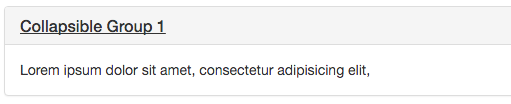 Collapsible Group 1
Lorem ipsum dolor sit amet, consectetur adipisicing elit,